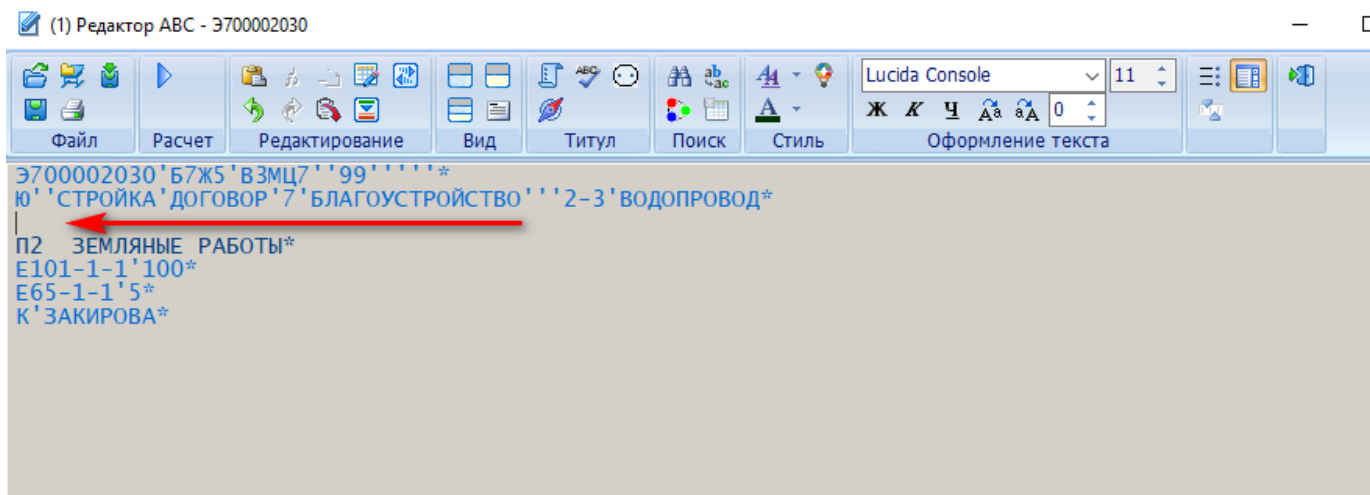 (1) Редактор АВС - Э700002030
Lucida Console 11
Ж К Ч 0
Файл Расчет Редактирование Вид Титул Поиск Стиль Оформление текста
Э700002030'Б7Ж5'В3МЦ7''99'''''*
Ю''СТРОЙКА'ДОГОВОР'7'БЛАГОУСТРОЙСТВО'''2-3'ВОДОПРОВОД*
П2 ЗЕМЛЯНЫЕ РАБОТЫ*
Е101-1-1'100*
Е65-1-1'5*
К'ЗАКИРОВА*